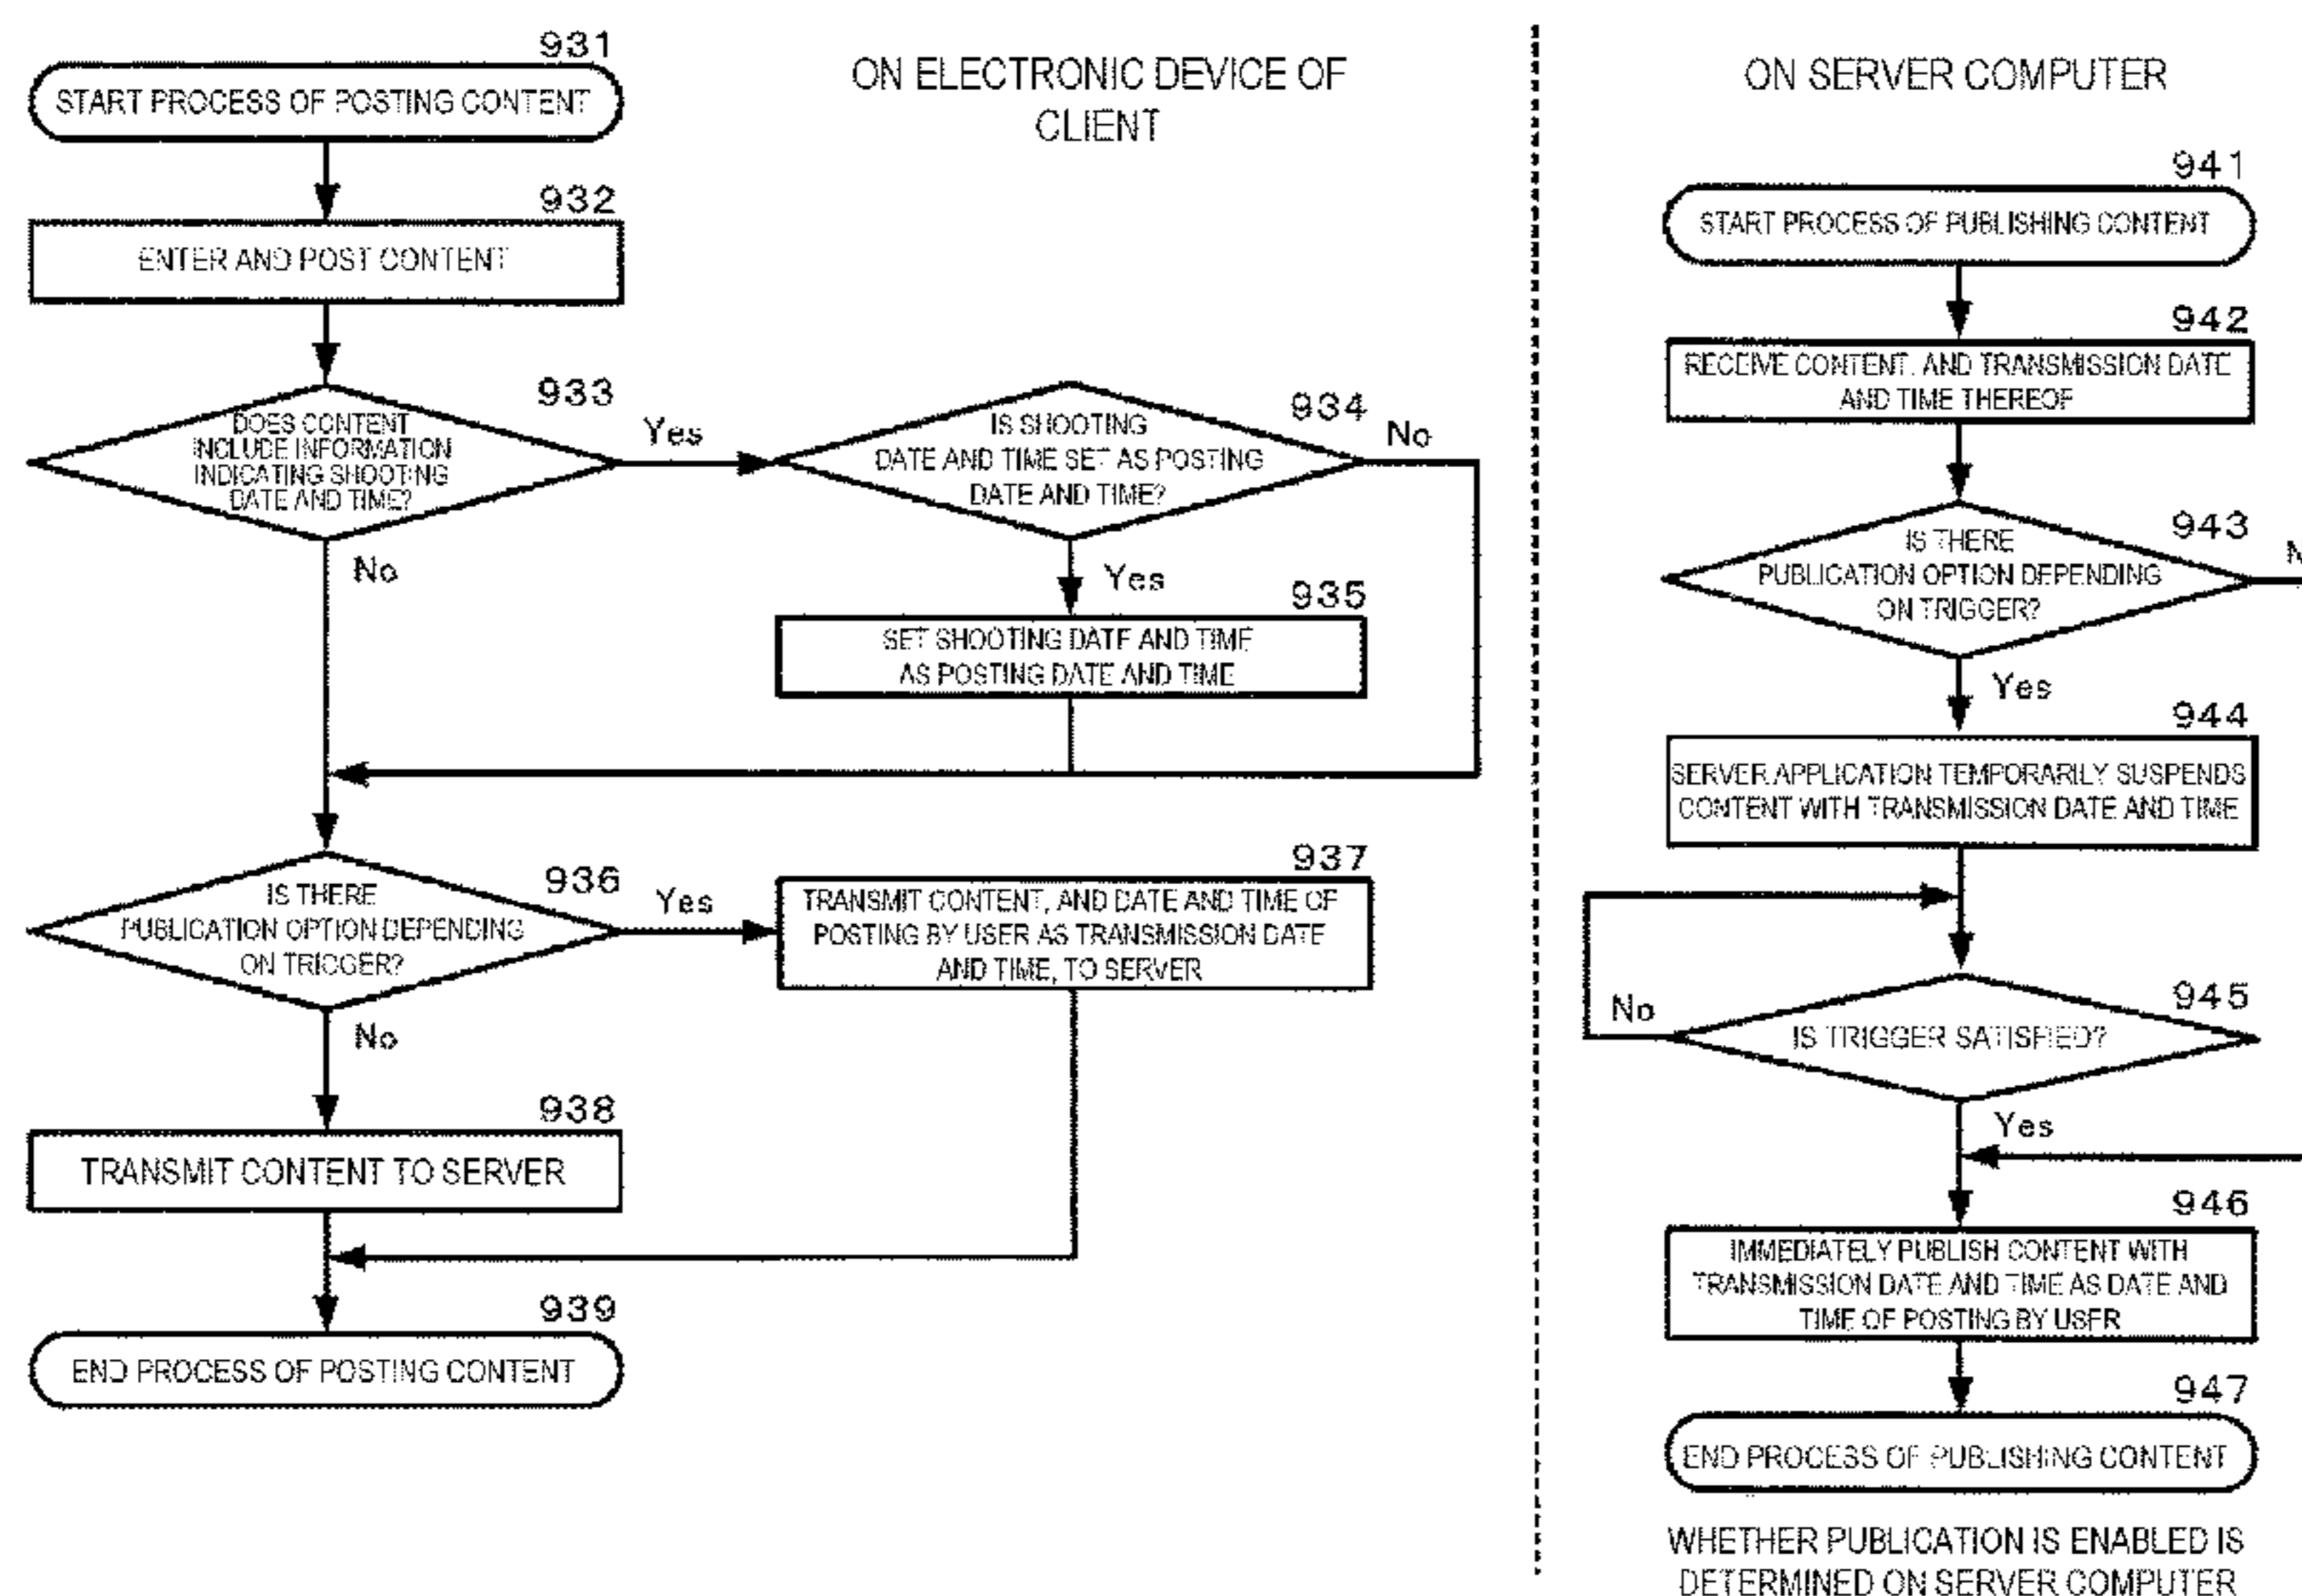 931
START PROCESS OF POSTING CONTENT
ON ELECTRONIC DEVICE OF
CLIENT
932
ENTER AND POST CONTENT
933
DOES CONTENT
INCLUDE INFORMATION
INDICATING SHOOTING
DATE AND TIME?
Yes
No
934
IS SHOOTING
DATE AND TIME SET AS POSTING
DATE AND TIME?
No
Yes
935
SET SHOOTING DATE AND TIME
AS POSTING DATE AND TIME
936
IS THERE
PUBLICATION OPTION DEPENDING
ON TRIGGER?
Yes
No
937
TRANSMIT CONTENT, AND DATE AND TIME OF
POSTING BY USER AS TRANSMISSION DATE
AND TIME, TO SERVER
938
TRANSMIT CONTENT TO SERVER
939
END PROCESS OF POSTING CONTENT
ON SERVER COMPUTER
941
START PROCESS OF PUBLISHING CONTENT
942
RECEIVE CONTENT, AND TRANSMISSION DATE
AND TIME THEREOF
943
IS THERE
PUBLICATION OPTION DEPENDING
ON TRIGGER?
Yes
944
SERVER APPLICATION TEMPORARILY SUSPENDS
CONTENT WITH TRANSMISSION DATE AND TIME
945
IS TRIGGER SATISFIED?
No
Yes
946
IMMEDIATELY PUBLISH CONTENT WITH
TRANSMISSION DATE AND TIME AS DATE AND
TIME OF POSTING BY USER
947
END PROCESS OF PUBLISHING CONTENT
WHETHER PUBLICATION IS ENABLED IS
DETERMINED ON SERVER COMPUTER